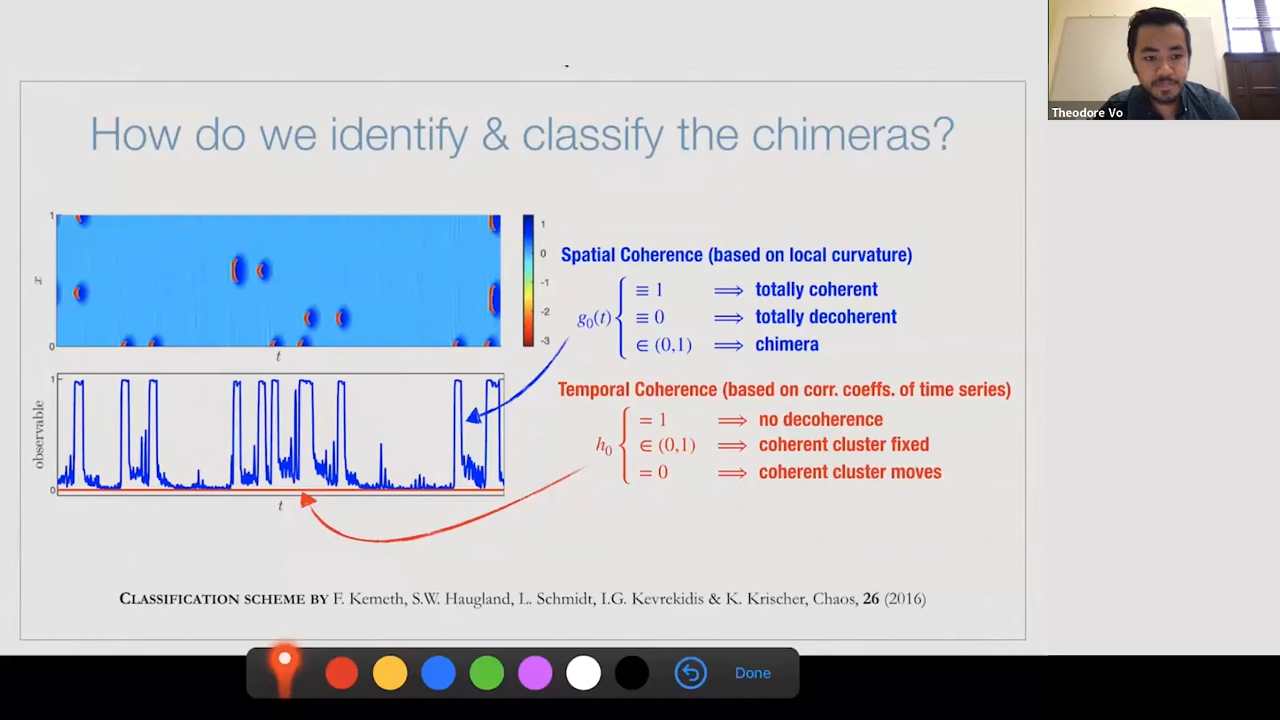 Theodore Vo
How do we identify & classify the chimeras?
1
x
0
t
1
0
-1
-2
-3
1
observable
0
t
Spatial Coherence (based on local curvature)
g₀(t)
≡ 1 ⟹ totally coherent
≡ 0 ⟹ totally decoherent
∈ (0,1) ⟹ chimera
Temporal Coherence (based on corr. coeffs. of time series)
h₀
= 1 ⟹ no decoherence
∈ (0,1) ⟹ coherent cluster fixed
= 0 ⟹ coherent cluster moves
CLASSIFICATION SCHEME BY F. Kemeth, S.W. Haugland, L. Schmidt, I.G. Kevrekidis & K. Krischer, Chaos, 26 (2016)
Done